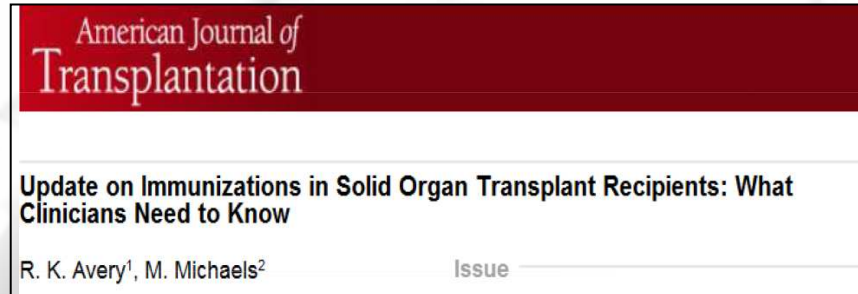 American Journal of
Transplantation
Update on Immunizations in Solid Organ Transplant Recipients: What
Clinicians Need to Know
R. K. Avery¹, M. Michaels²
Issue